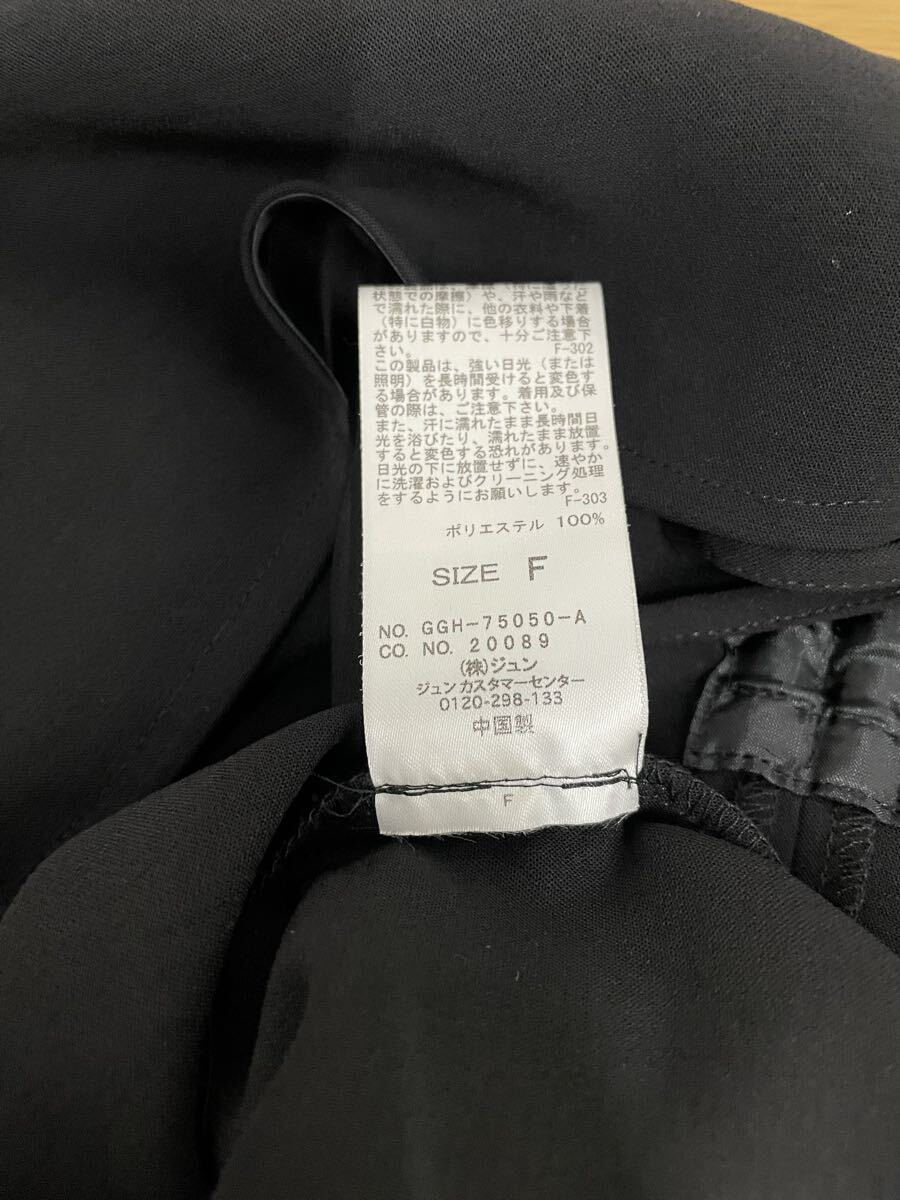 状態での摩擦）や、汗や雨など
で濡れた際に、他の衣料や下着
（特に白物）に色移りする場合
がありますので、十分ご注意下
さい。
F-302
この製品は、強い日光（または
照明）を長時間受けると変色す
る場合があります。着用及び保
管の際は、ご注意下さい。
また、汗に濡れたまま長時間日
光を浴びたり、濡れたまま放置
すると変色する恐れがあります。
日光の下に放置せずに、速やか
に洗濯およびクリーニング処理
をするようにお願いします。
F-303
ポリエステル 100%
SIZE F
NO. GGH-75050-A
CO. NO. 20089
(株)ジュン
ジュンカスタマーセンター
0120-298-133
中国製
F